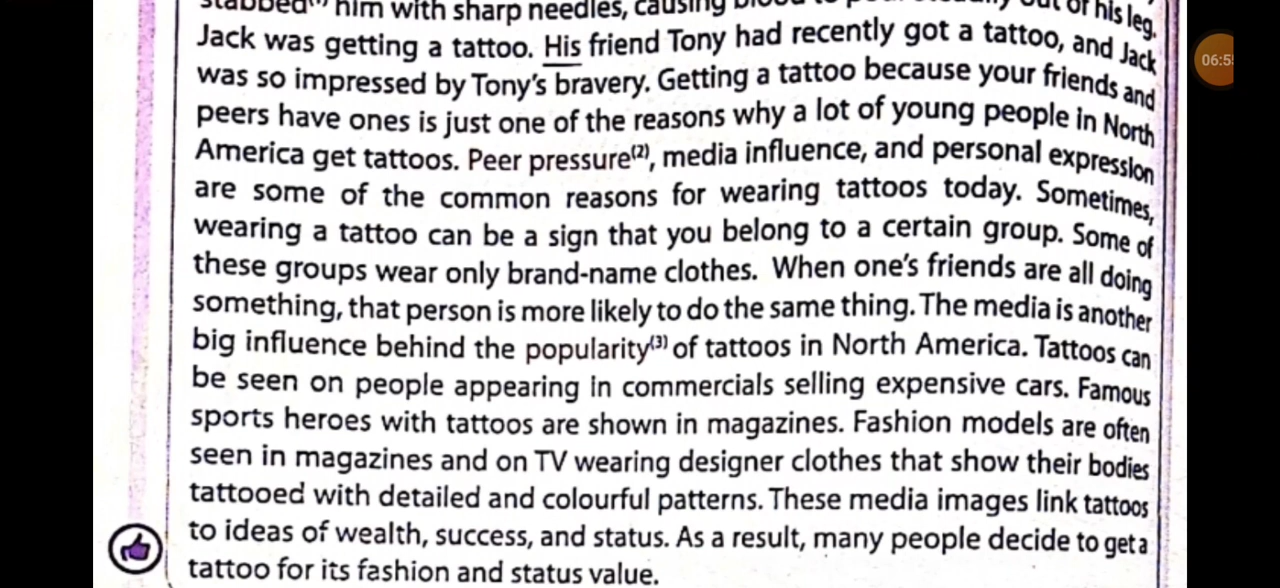 stabbed(1) him with sharp needles, causing blood to pour steadily out of his leg.
Jack was getting a tattoo. His friend Tony had recently got a tattoo, and Jack
was so impressed by Tony's bravery. Getting a tattoo because your friends and
peers have ones is just one of the reasons why a lot of young people in North
America get tattoos. Peer pressure(2), media influence, and personal expression
are some of the common reasons for wearing tattoos today. Sometimes,
wearing a tattoo can be a sign that you belong to a certain group. Some of
these groups wear only brand-name clothes. When one's friends are all doing
something, that person is more likely to do the same thing. The media is another
big influence behind the popularity(3) of tattoos in North America. Tattoos can
be seen on people appearing in commercials selling expensive cars. Famous
sports heroes with tattoos are shown in magazines. Fashion models are often
seen in magazines and on TV wearing designer clothes that show their bodies
tattooed with detailed and colourful patterns. These media images link tattoos
to ideas of wealth, success, and status. As a result, many people decide to get a
tattoo for its fashion and status value.
06:5